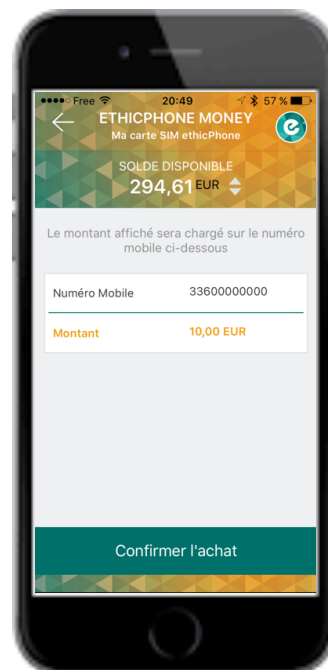 Free 20:49 57 %
ETHICPHONE MONEY
Ma carte SIM ethicPhone
e
SOLDE DISPONIBLE
294,61 EUR
Le montant affiché sera chargé sur le numéro
mobile ci-dessous
Numéro Mobile 33600000000
Montant 10,00 EUR
Confirmer l'achat